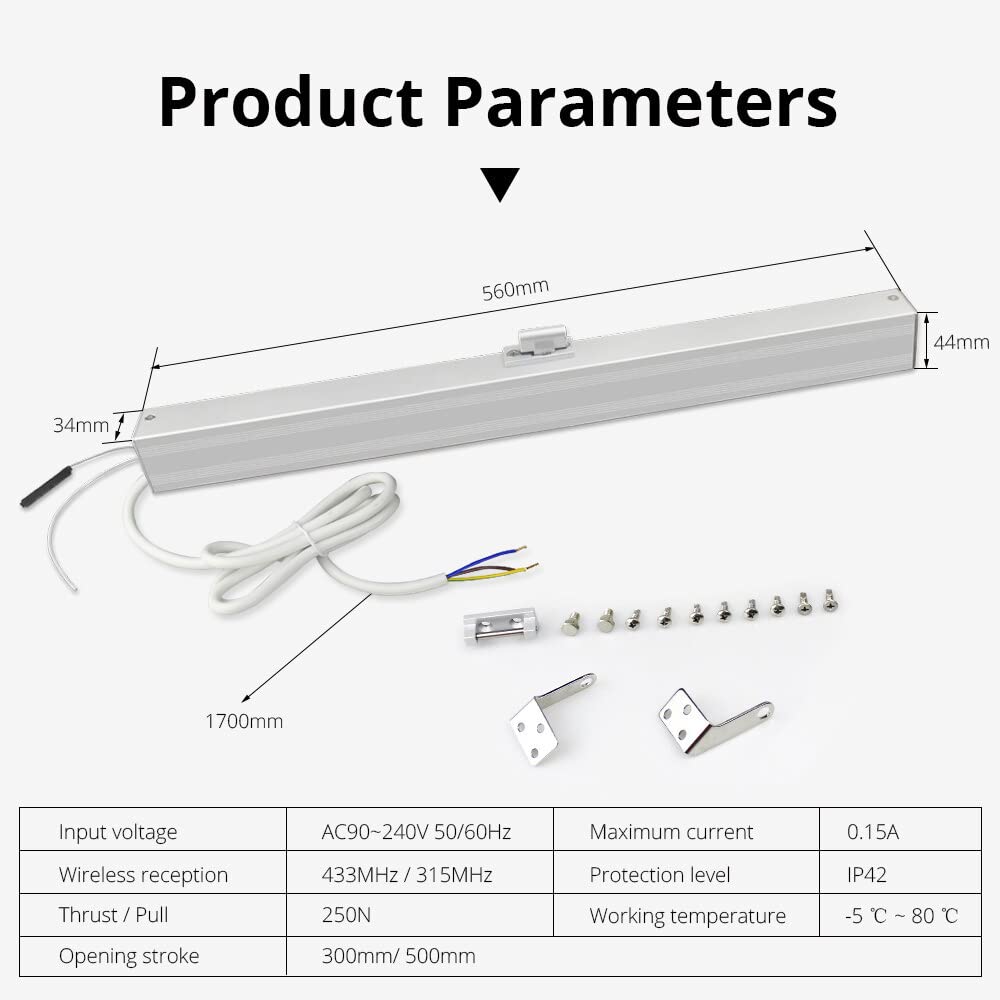 Product Parameters
560mm
44mm
34mm
1700mm
Input voltage AC90~240V 50/60Hz Maximum current 0.15A
Wireless reception 433MHz / 315MHz Protection level IP42
Thrust / Pull 250N Working temperature -5 ℃ ~ 80 ℃
Opening stroke 300mm/ 500mm